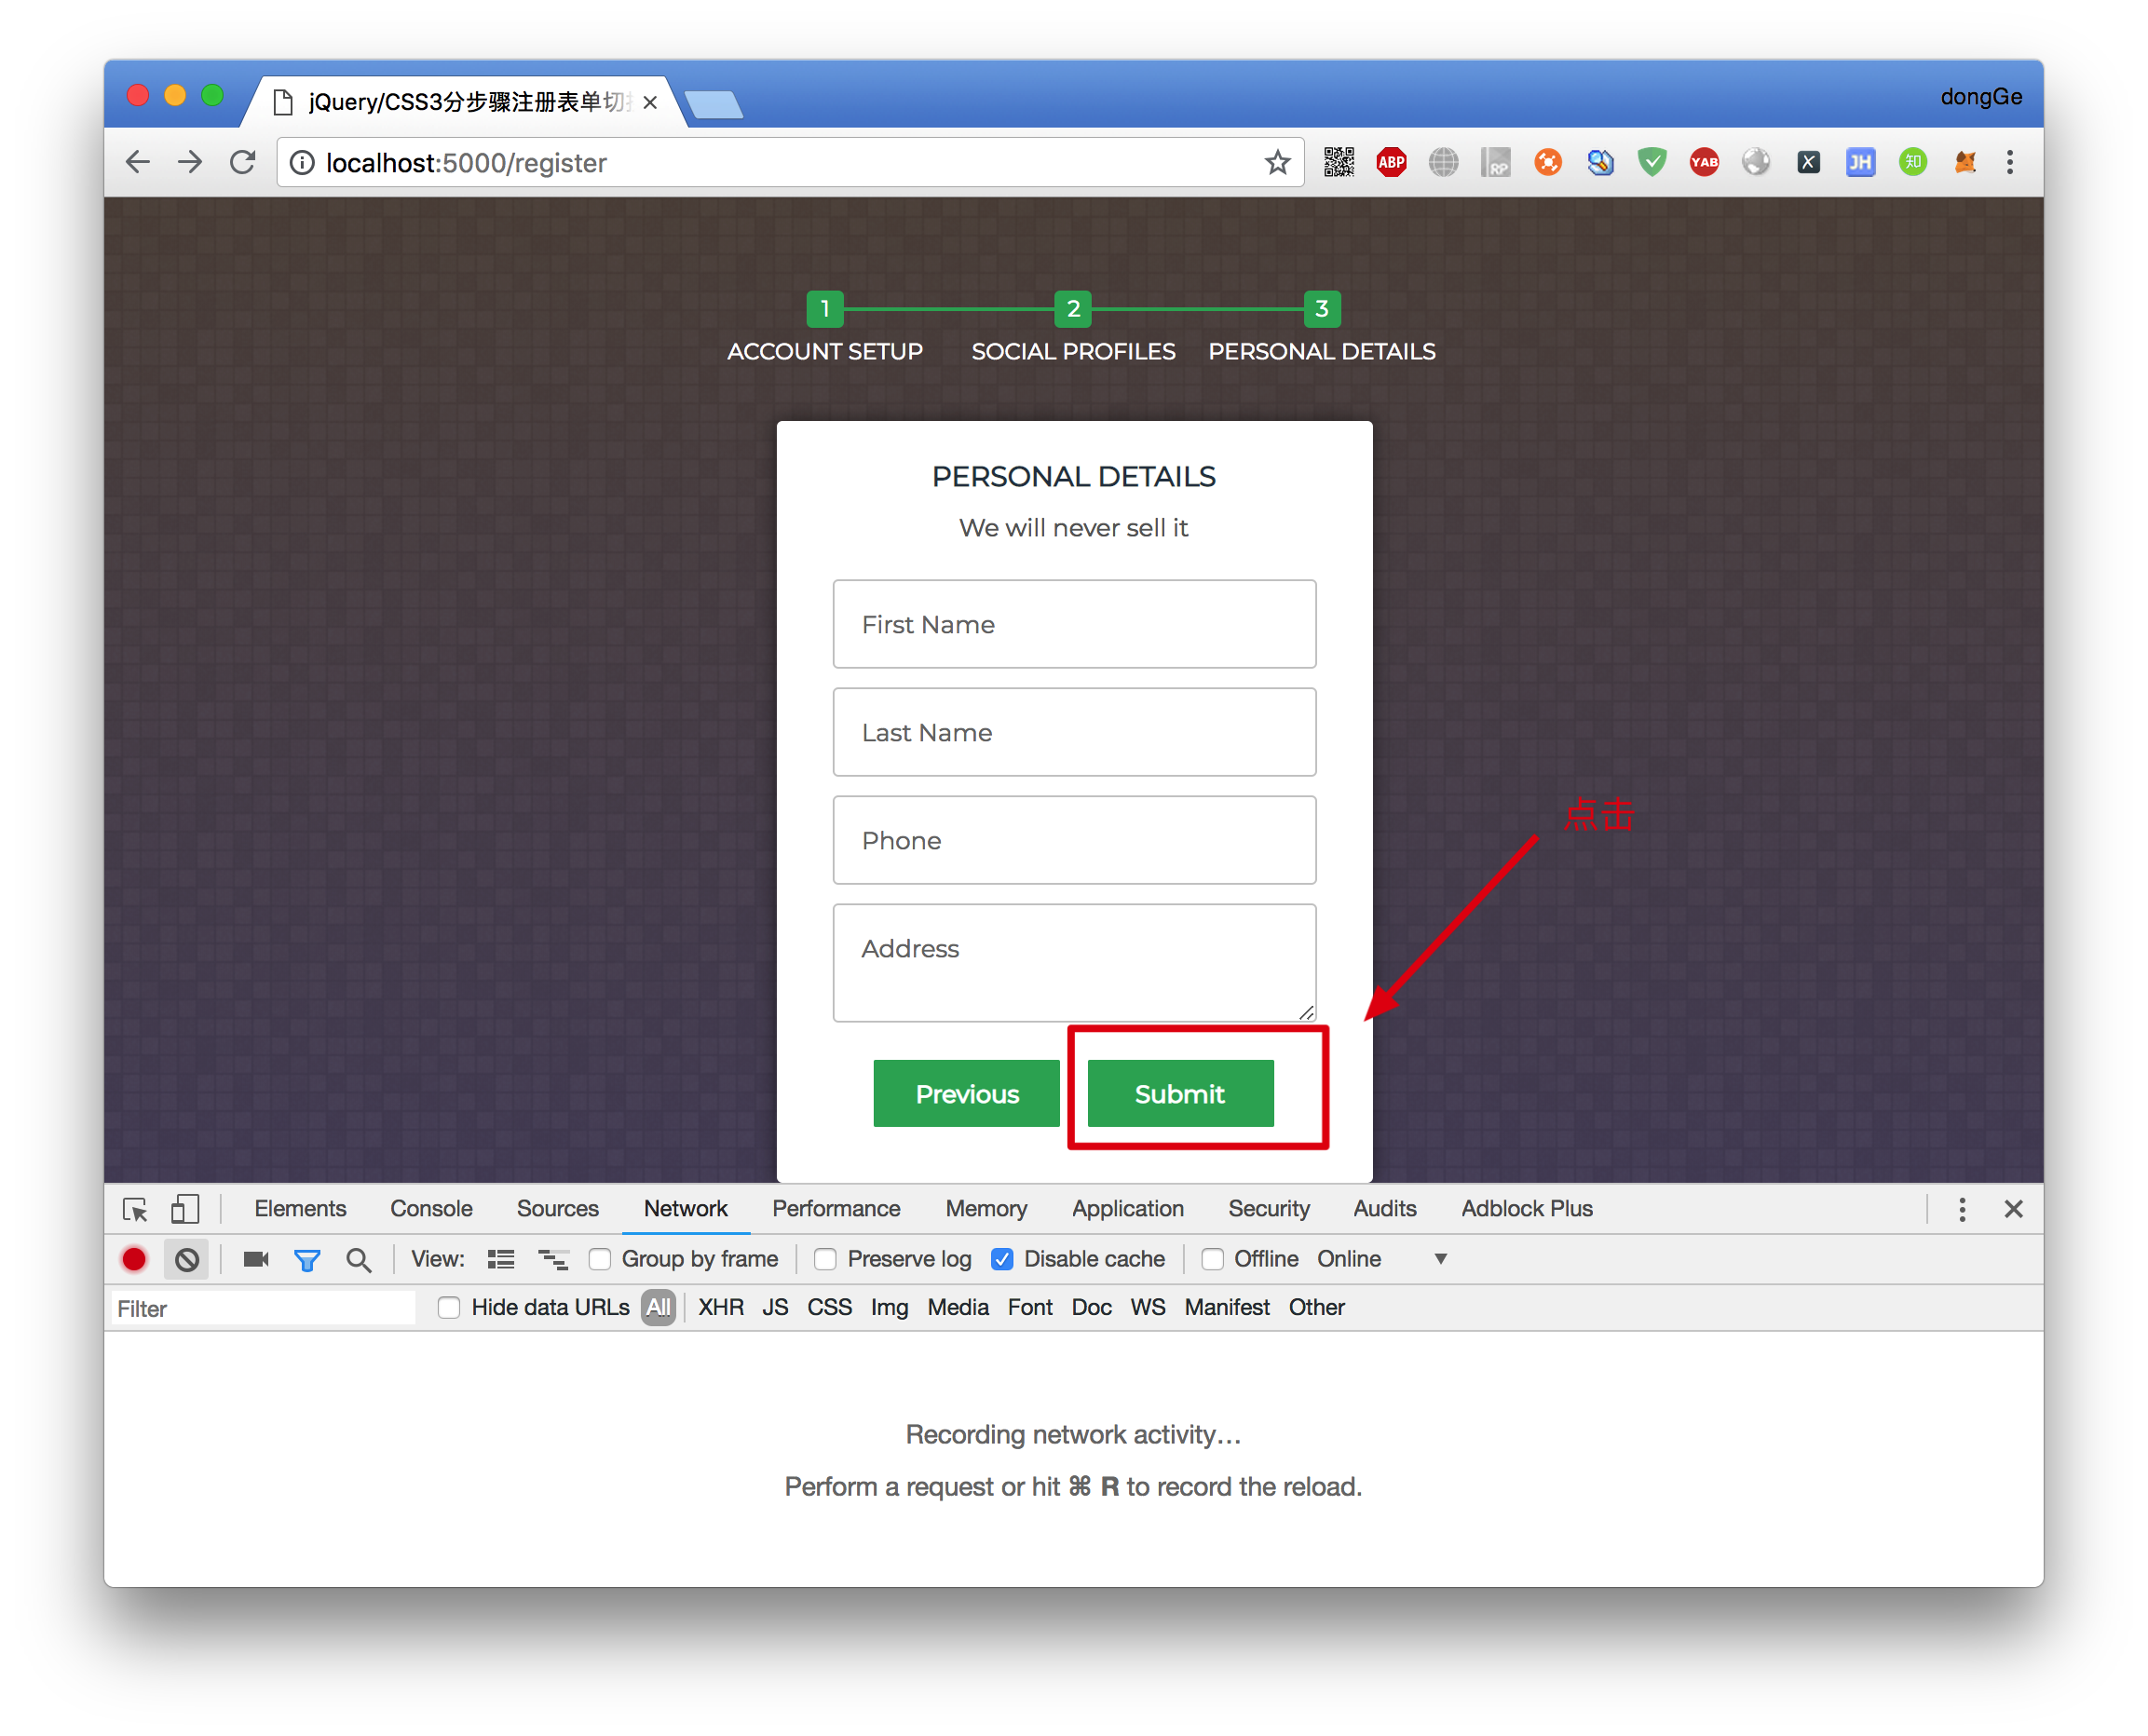 jQuery/CSS3分步骤注册表单切
dongGe
localhost:5000/register
ABP
RP
YAB
X
JH
知
1
2
3
ACCOUNT SETUP
SOCIAL PROFILES
PERSONAL DETAILS
PERSONAL DETAILS
We will never sell it
First Name
Last Name
Phone
Address
点击
Previous
Submit
Elements Console Sources Network Performance Memory Application Security Audits Adblock Plus
View: Group by frame Preserve log Disable cache Offline Online
Filter Hide data URLs All XHR JS CSS Img Media Font Doc WS Manifest Other
Recording network activity…
Perform a request or hit ⌘ R to record the reload.